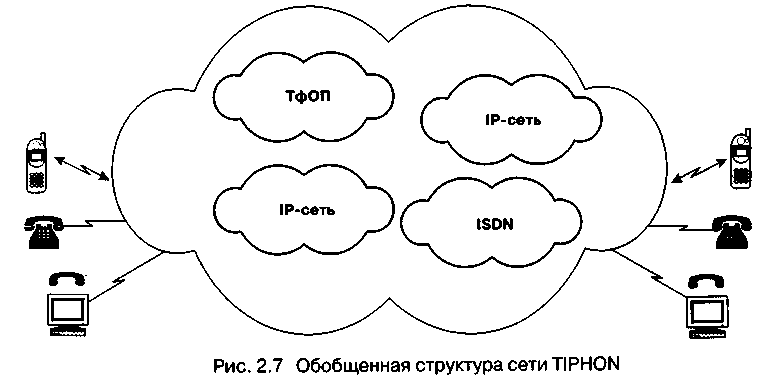 ТфОП
IP-сеть
IP-сеть
ISDN
Рис. 2.7 Обобщенная структура сети TIPHON